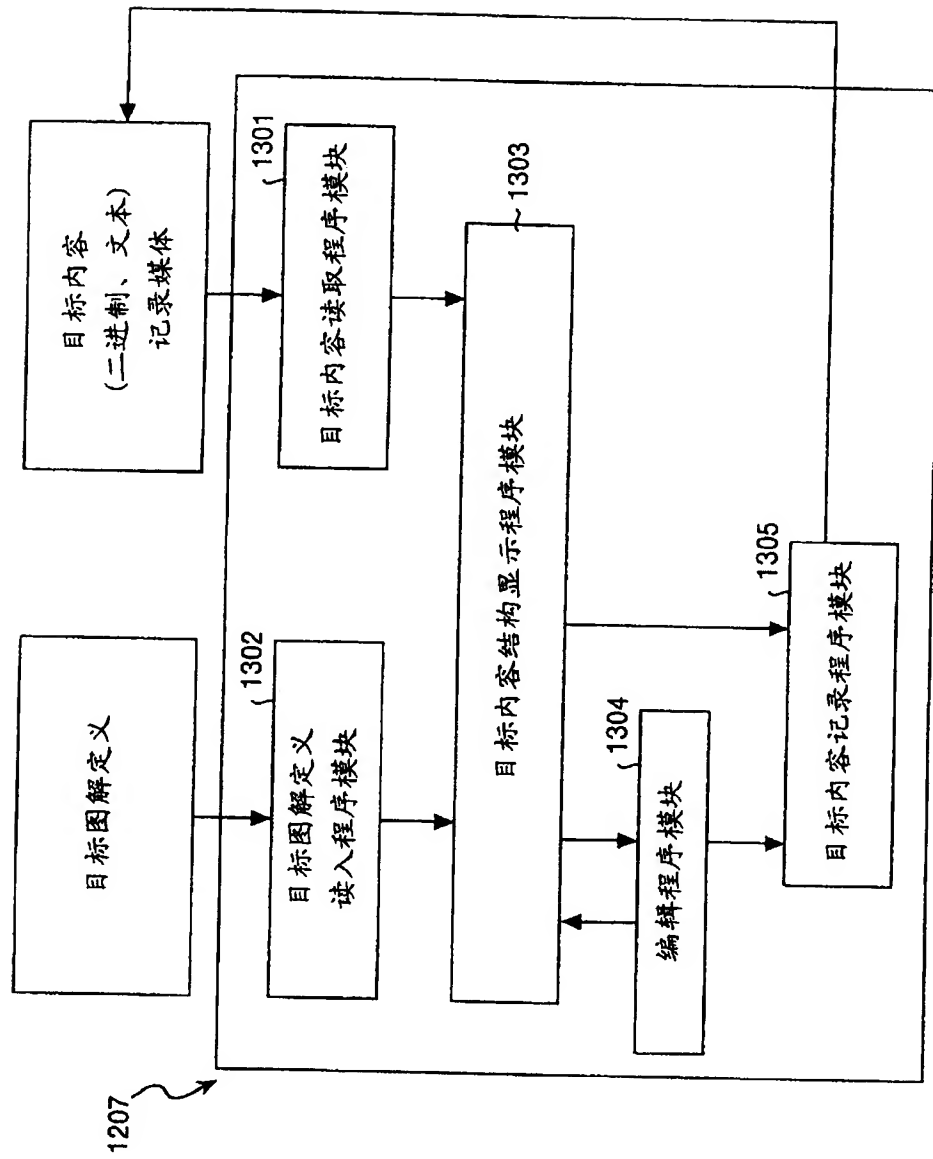 1207
目标图解定义
目标内容
(二进制、文本)
记录媒体
1302
目标图解定义
读入程序模块
1301
目标内容读取程序模块
1303
目标内容结构显示程序模块
1304
编辑程序模块
1305
目标内容记录程序模块